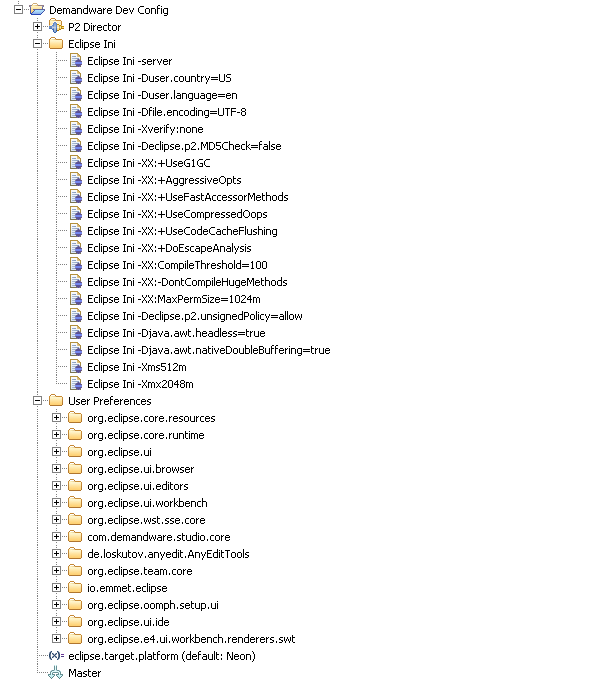 Demandware Dev Config
P2 Director
Eclipse Ini
Eclipse Ini -server
Eclipse Ini -Duser.country=US
Eclipse Ini -Duser.language=en
Eclipse Ini -Dfile.encoding=UTF-8
Eclipse Ini -Xverify:none
Eclipse Ini -Declipse.p2.MD5Check=false
Eclipse Ini -XX:+UseG1GC
Eclipse Ini -XX:+AggressiveOpts
Eclipse Ini -XX:+UseFastAccessorMethods
Eclipse Ini -XX:+UseCompressedOops
Eclipse Ini -XX:+UseCodeCacheFlushing
Eclipse Ini -XX:+DoEscapeAnalysis
Eclipse Ini -XX:CompileThreshold=100
Eclipse Ini -XX:-DontCompileHugeMethods
Eclipse Ini -XX:MaxPermSize=1024m
Eclipse Ini -Declipse.p2.unsignedPolicy=allow
Eclipse Ini -Djava.awt.headless=true
Eclipse Ini -Djava.awt.nativeDoubleBuffering=true
Eclipse Ini -Xms512m
Eclipse Ini -Xmx2048m
User Preferences
org.eclipse.core.resources
org.eclipse.core.runtime
org.eclipse.ui
org.eclipse.ui.browser
org.eclipse.ui.editors
org.eclipse.ui.workbench
org.eclipse.wst.sse.core
com.demandware.studio.core
de.loskutov.anyedit.AnyEditTools
org.eclipse.team.core
io.emmet.eclipse
org.eclipse.oomph.setup.ui
org.eclipse.ui.ide
org.eclipse.e4.ui.workbench.renderers.swt
(x)= eclipse.target.platform (default: Neon)
Master